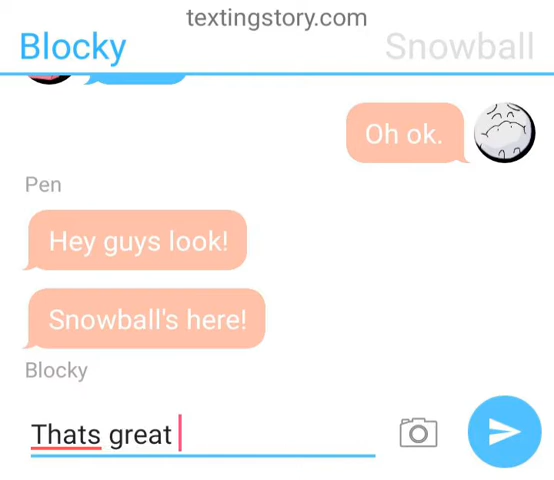 textingstory.com
Blocky Snowball
Oh ok.
Pen
Hey guys look!
Snowball's here!
Blocky
Thats great